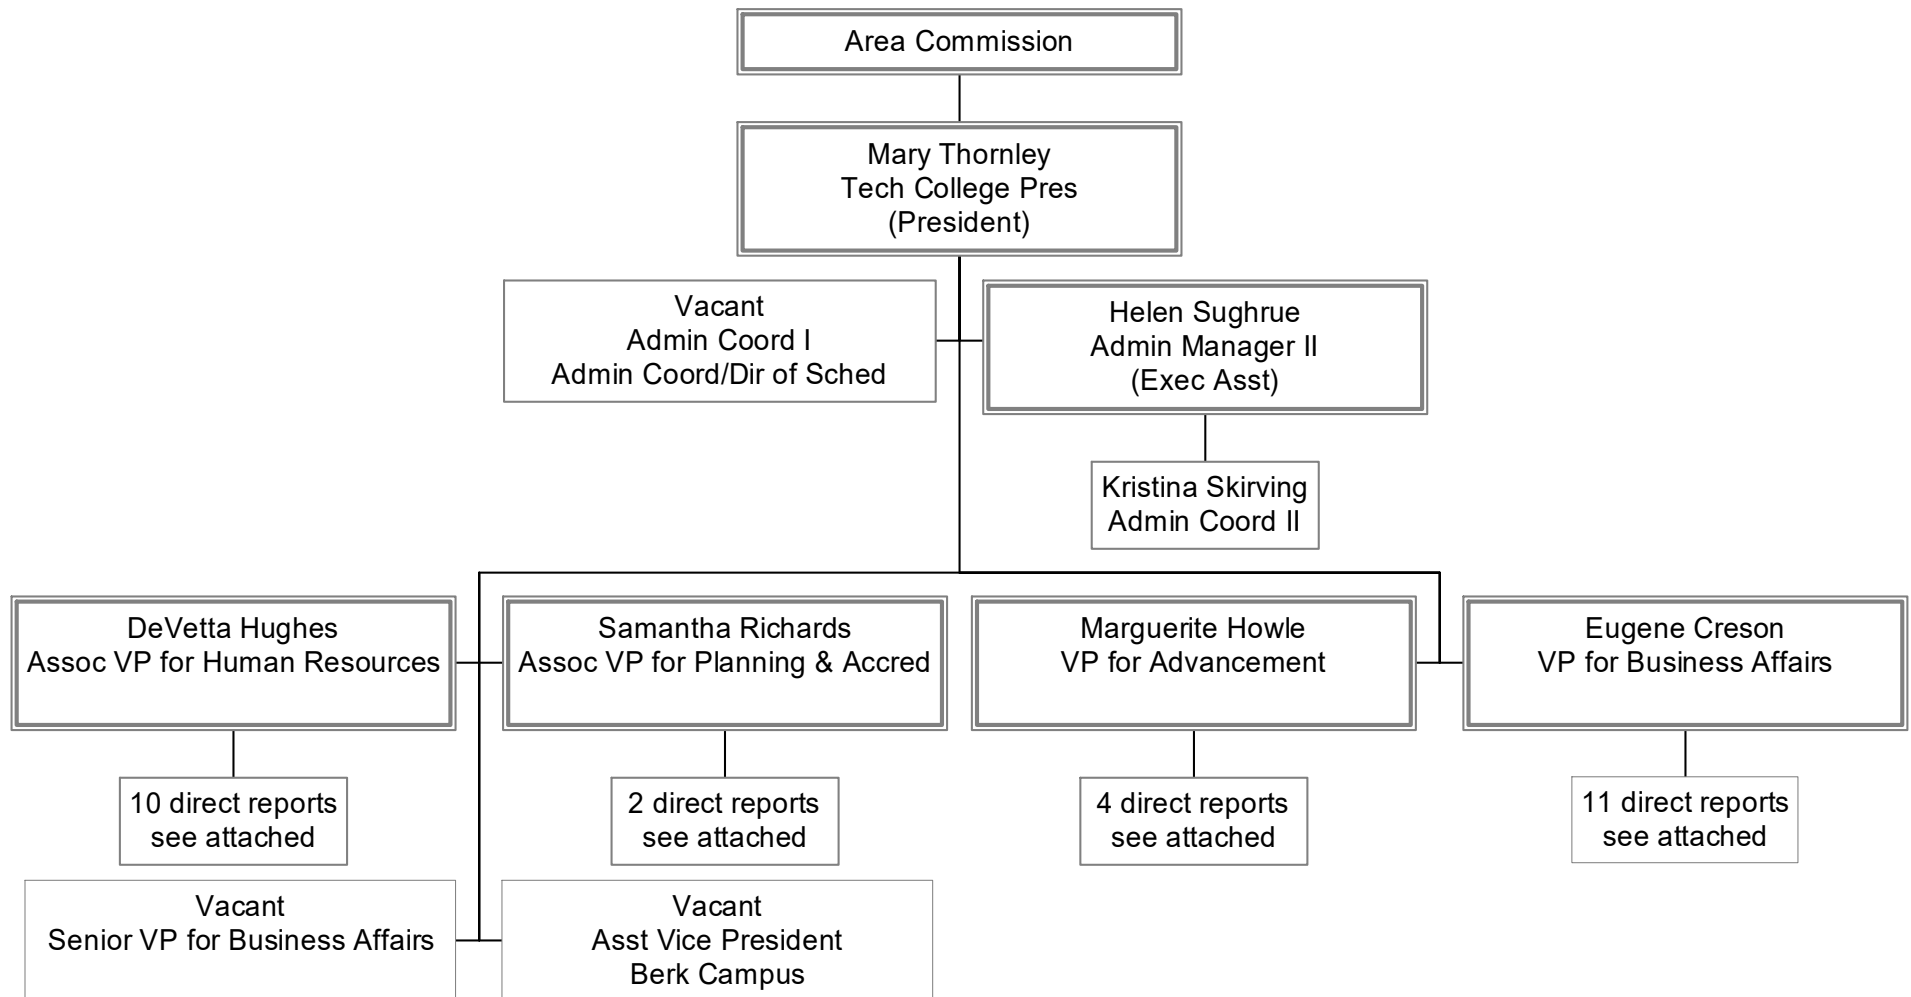 Area Commission
Mary Thornley
Tech College Pres
(President)
Vacant
Admin Coord I
Admin Coord/Dir of Sched
Helen Sughrue
Admin Manager II
(Exec Asst)
Kristina Skirving
Admin Coord II
DeVetta Hughes
Assoc VP for Human Resources
Samantha Richards
Assoc VP for Planning & Accred
Marguerite Howle
VP for Advancement
Eugene Creson
VP for Business Affairs
10 direct reports
see attached
2 direct reports
see attached
4 direct reports
see attached
11 direct reports
see attached
Vacant
Senior VP for Business Affairs
Vacant
Asst Vice President
Berk Campus